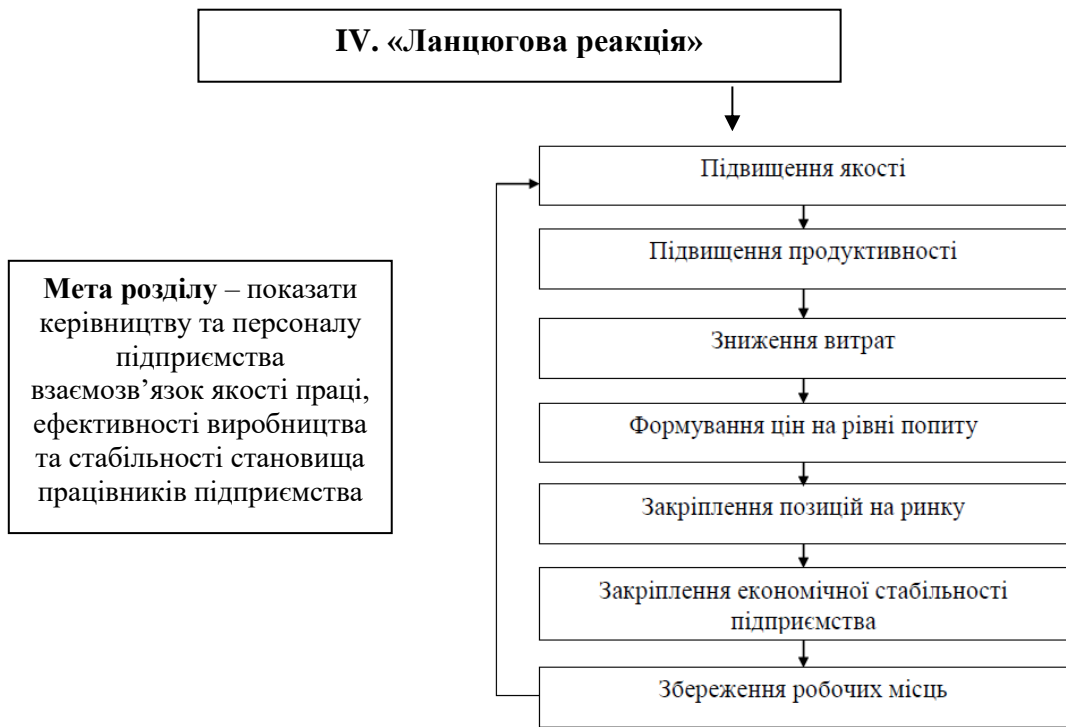 IV. «Ланцюгова реакція»
Підвищення якості
Підвищення продуктивності
Зниження витрат
Формування цін на рівні попиту
Закріплення позицій на ринку
Закріплення економічної стабільності
підприємства
Збереження робочих місць
Мета розділу – показати
керівництву та персоналу
підприємства
взаємозв’язок якості праці,
ефективності виробництва
та стабільності становища
працівників підприємства